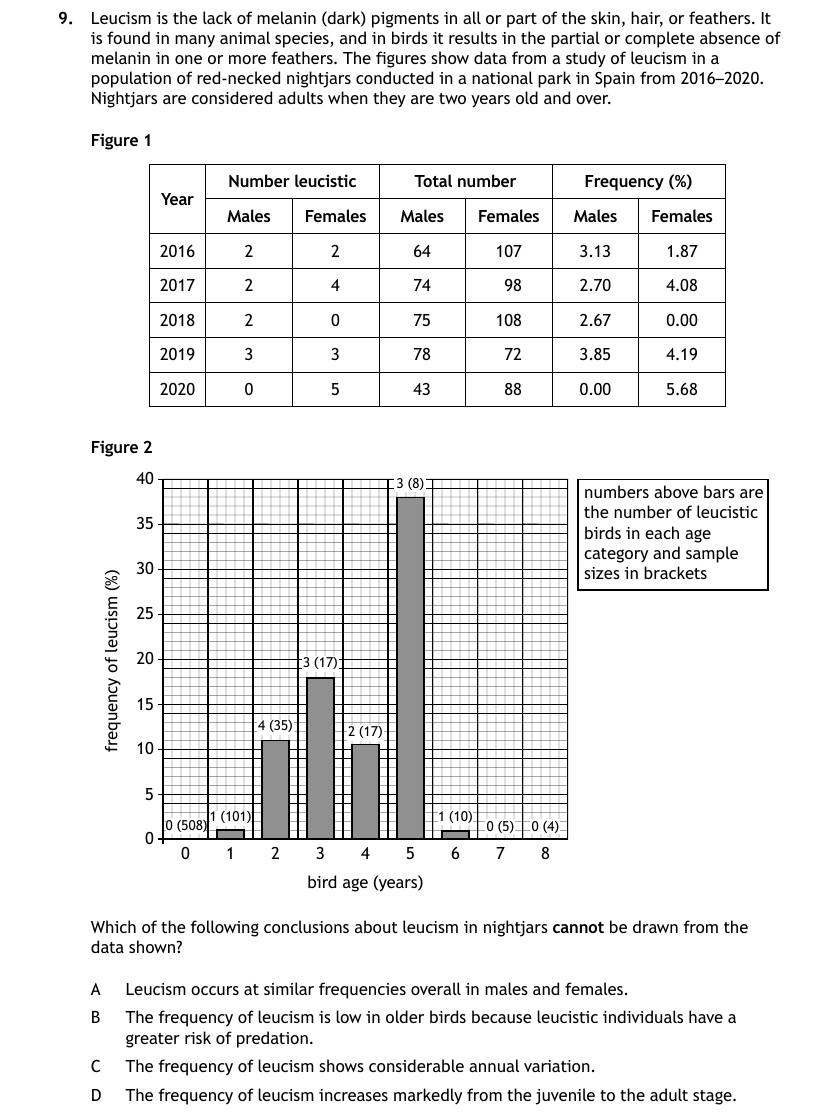 9. Leucism is the lack of melanin (dark) pigments in all or part of the skin, hair, or feathers. It
is found in many animal species, and in birds it results in the partial or complete absence of
melanin in one or more feathers. The figures show data from a study of leucism in a
population of red-necked nightjars conducted in a national park in Spain from 2016–2020.
Nightjars are considered adults when they are two years old and over.
Figure 1
Year Number leucistic Total number Frequency (%)
Males Females Males Females Males Females
2016 2 2 64 107 3.13 1.87
2017 2 4 74 98 2.70 4.08
2018 2 0 75 108 2.67 0.00
2019 3 3 78 72 3.85 4.19
2020 0 5 43 88 0.00 5.68
Figure 2
frequency of leucism (%)
40
35
30
25
20
15
10
5
0
0 (508) 1 (101) 4 (35) 3 (17) 2 (17) 3 (8) 1 (10) 0 (5) 0 (4)
0 1 2 3 4 5 6 7 8
bird age (years)
numbers above bars are
the number of leucistic
birds in each age
category and sample
sizes in brackets
Which of the following conclusions about leucism in nightjars cannot be drawn from the
data shown?
A Leucism occurs at similar frequencies overall in males and females.
B The frequency of leucism is low in older birds because leucistic individuals have a
greater risk of predation.
C The frequency of leucism shows considerable annual variation.
D The frequency of leucism increases markedly from the juvenile to the adult stage.